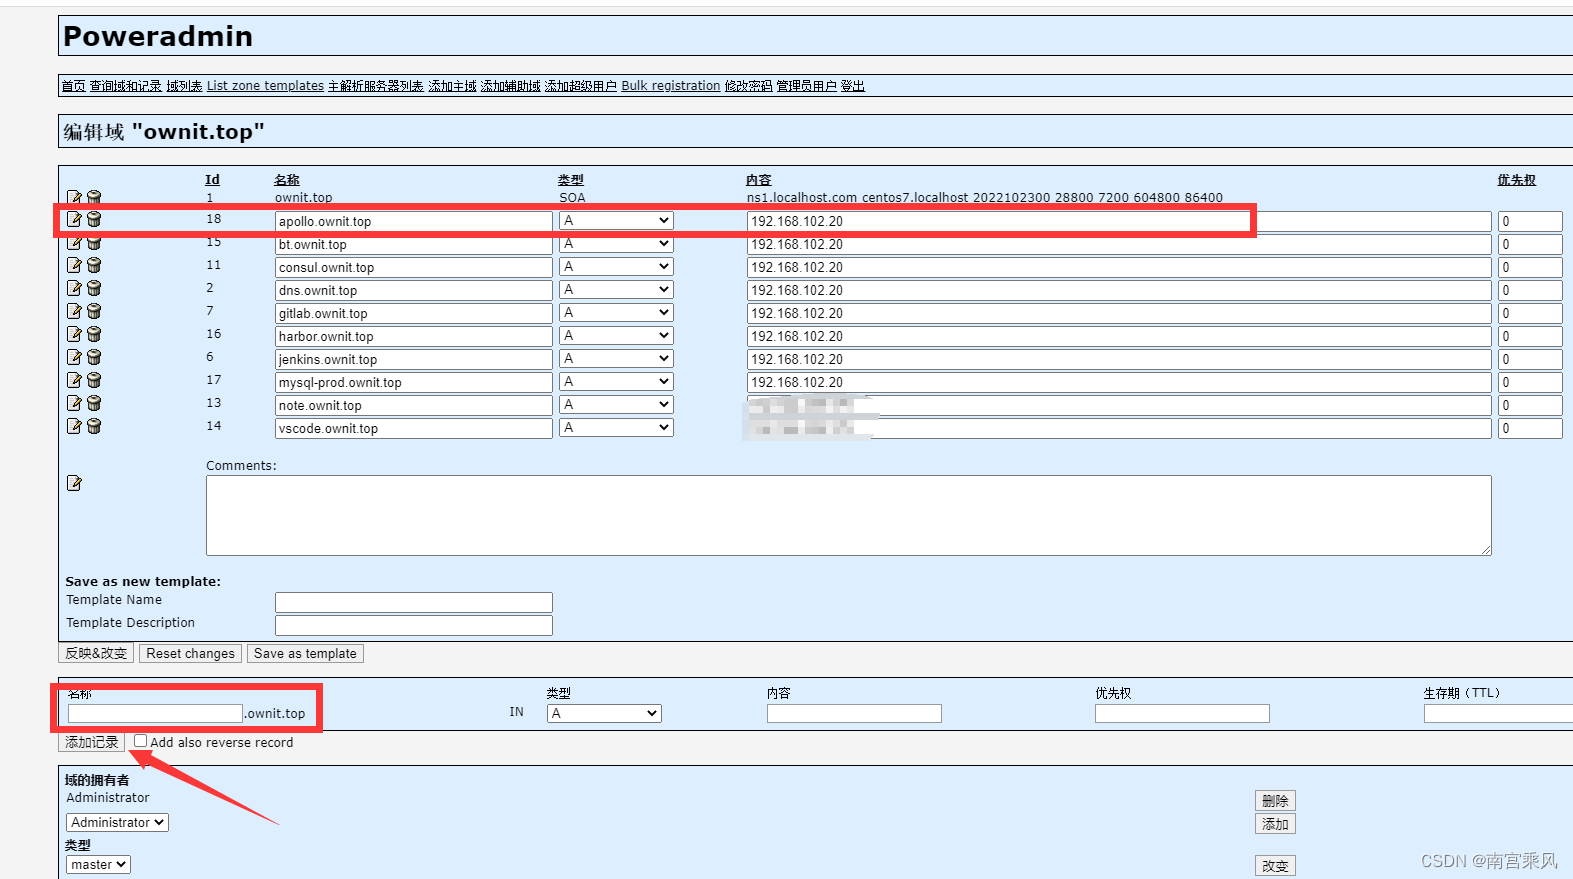 Poweradmin
首页 查询域和记录 域列表 List zone templates 主解析服务器列表 添加主域 添加辅助域 添加超级用户 Bulk registration 修改密码 管理员用户 登出
编辑域 "ownit.top"
Id 名称 类型 内容 优先权
1 ownit.top SOA ns1.localhost.com centos7.localhost 2022102300 28800 7200 604800 86400
18 apollo.ownit.top A 192.168.102.20 0
15 bt.ownit.top A 192.168.102.20 0
11 consul.ownit.top A 192.168.102.20 0
2 dns.ownit.top A 192.168.102.20 0
7 gitlab.ownit.top A 192.168.102.20 0
16 harbor.ownit.top A 192.168.102.20 0
6 jenkins.ownit.top A 192.168.102.20 0
17 mysql-prod.ownit.top A 192.168.102.20 0
13 note.ownit.top A 0
14 vscode.ownit.top A 0
Comments:
Save as new template:
Template Name
Template Description
反映&改变 Reset changes Save as template
名称 类型 内容 优先权 生存期（TTL）
.ownit.top IN A
添加记录 Add also reverse record
域的拥有者
Administrator 删除
Administrator 添加
类型
master 改变
CSDN @南宫乘风